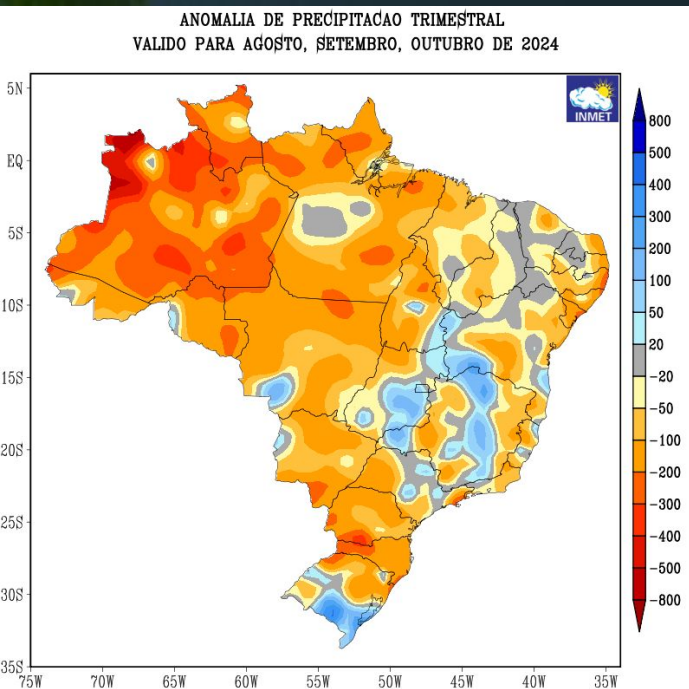 ANOMALIA DE PRECIPITACAO TRIMESTRAL
VALIDO PARA AGOSTO, SETEMBRO, OUTUBRO DE 2024
INMET
5N
EQ
5S
10S
15S
20S
25S
30S
35S
75W 70W 65W 60W 55W 50W 45W 40W 35W
800
500
400
300
200
100
50
20
-20
-50
-100
-200
-300
-400
-500
-800